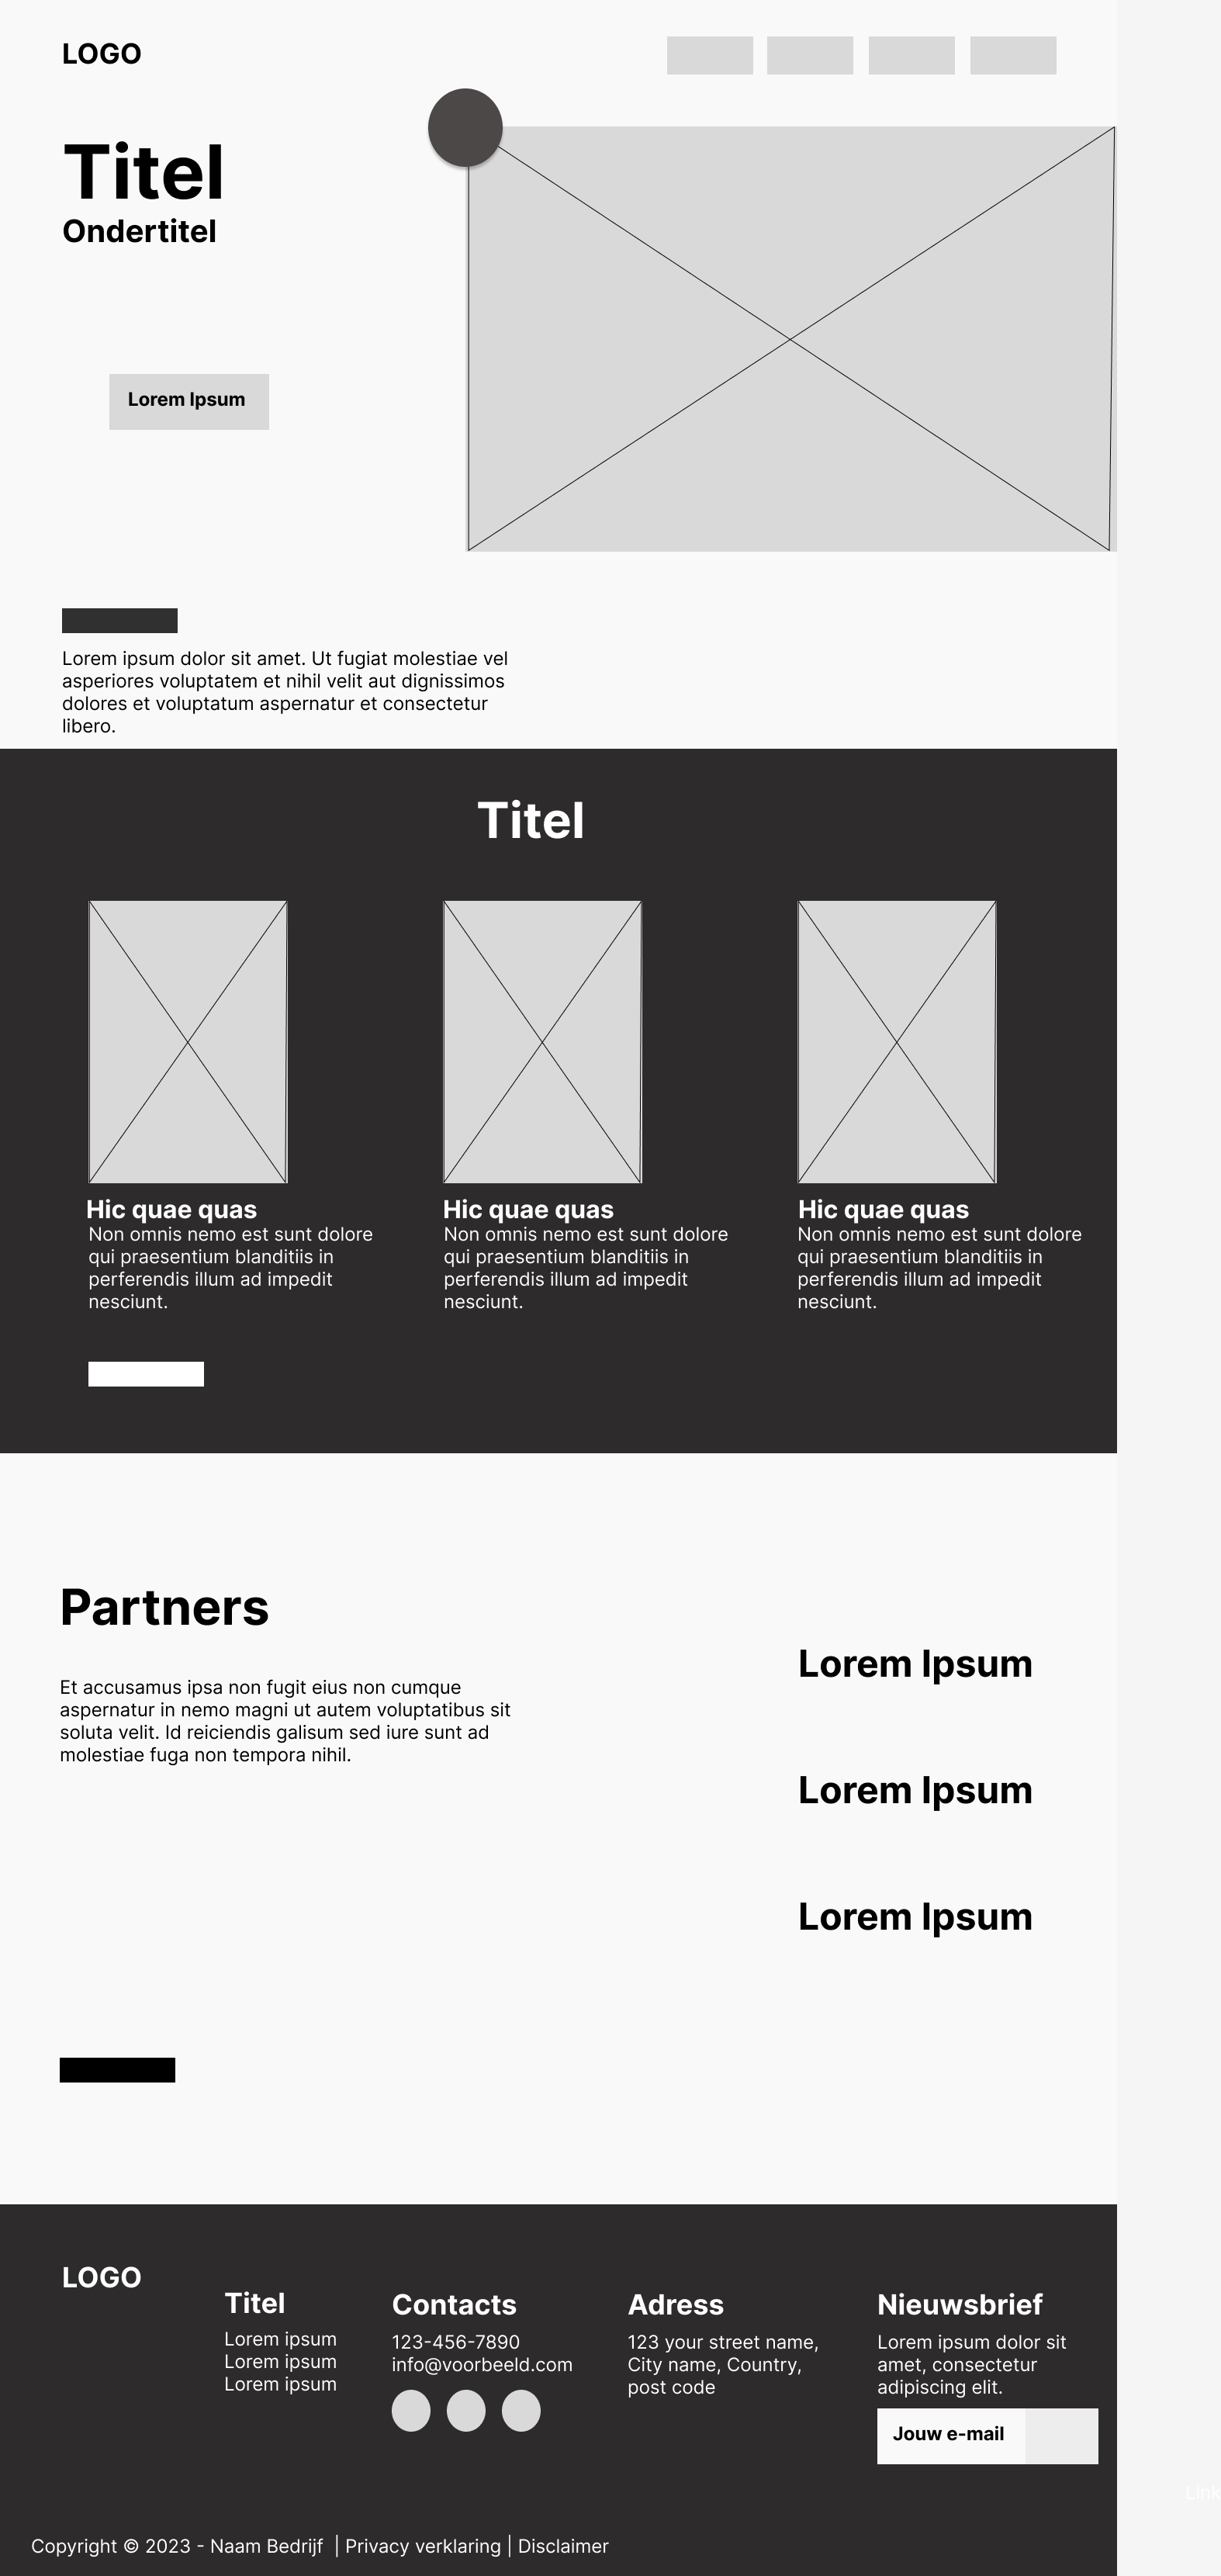 LOGO
Titel
Ondertitel
Lorem Ipsum
Lorem ipsum dolor sit amet. Ut fugiat molestiae vel
asperiores voluptatem et nihil velit aut dignissimos
dolores et voluptatum aspernatur et consectetur
libero.
Titel
Hic quae quas
Non omnis nemo est sunt dolore
qui praesentium blanditiis in
perferendis illum ad impedit
nesciunt.
Hic quae quas
Non omnis nemo est sunt dolore
qui praesentium blanditiis in
perferendis illum ad impedit
nesciunt.
Hic quae quas
Non omnis nemo est sunt dolore
qui praesentium blanditiis in
perferendis illum ad impedit
nesciunt.
Partners
Et accusamus ipsa non fugit eius non cumque
aspernatur in nemo magni ut autem voluptatibus sit
soluta velit. Id reiciendis galisum sed iure sunt ad
molestiae fuga non tempora nihil.
Lorem Ipsum
Lorem Ipsum
Lorem Ipsum
LOGO
Titel
Lorem ipsum
Lorem ipsum
Lorem ipsum
Contacts
123-456-7890
info@voorbeeld.com
Adress
123 your street name,
City name, Country,
post code
Nieuwsbrief
Lorem ipsum dolor sit
amet, consectetur
adipiscing elit.
Jouw e-mail
Link
Copyright © 2023 - Naam Bedrijf | Privacy verklaring | Disclaimer